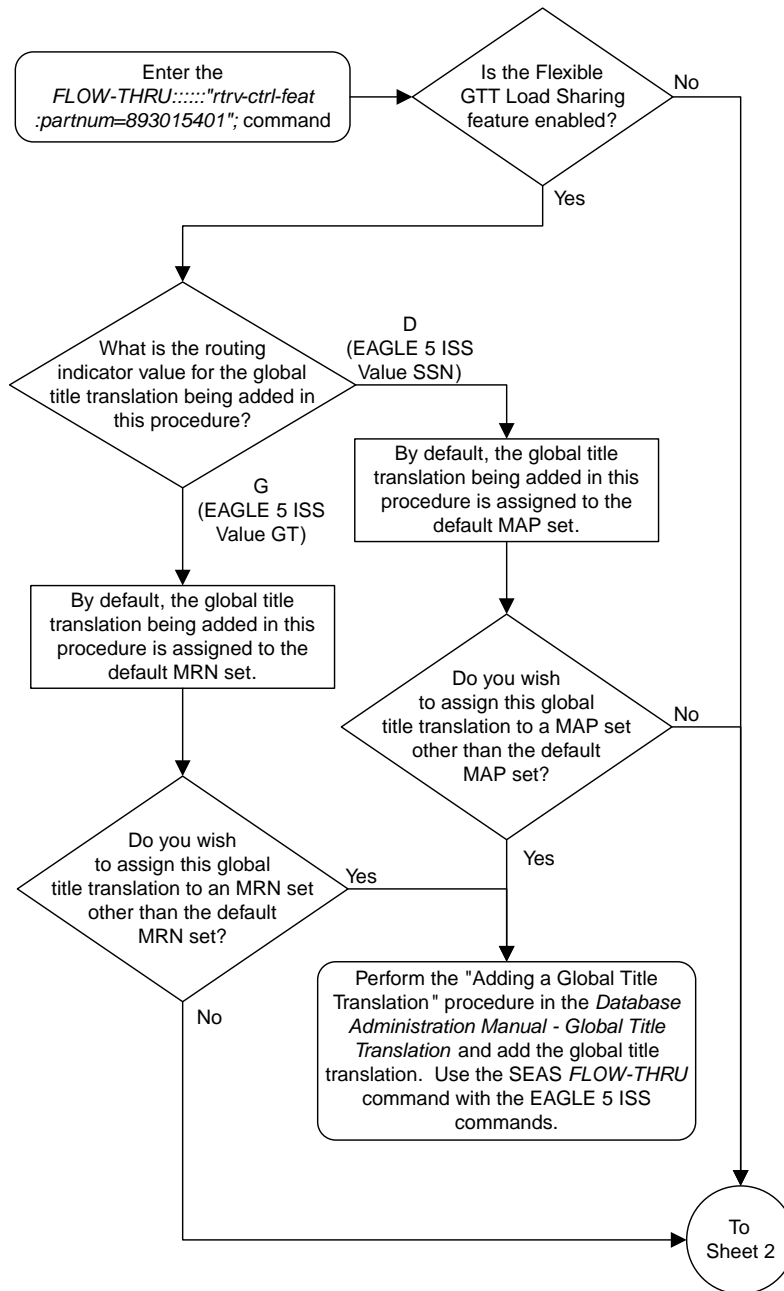 Enter the
FLOW-THRU::::::"rtrv-ctrl-feat
:partnum=893015401"; command
Is the Flexible
GTT Load Sharing
feature enabled?
No
Yes
What is the routing
indicator value for the global
title translation being added in
this procedure?
D
(EAGLE 5 ISS
Value SSN)
G
(EAGLE 5 ISS
Value GT)
By default, the global title
translation being added in this
procedure is assigned to the
default MAP set.
By default, the global title
translation being added in this
procedure is assigned to the
default MRN set.
Do you wish
to assign this global
title translation to a MAP set
other than the default
MAP set?
No
Yes
Do you wish
to assign this global
title translation to an MRN set
other than the default
MRN set?
Yes
No
Perform the "Adding a Global Title
Translation" procedure in the Database
Administration Manual - Global Title
Translation and add the global title
translation. Use the SEAS FLOW-THRU
command with the EAGLE 5 ISS
commands.
To
Sheet 2